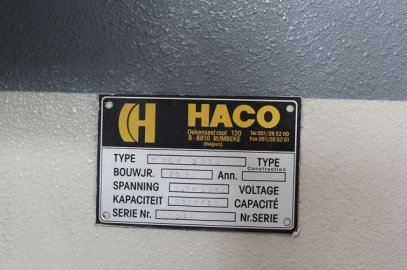 HACO
Oekensestraat 120
B-8810 RUMBEKE
(Belgium)
Tel 051/26 52 00
Fax 051/26 52 01
TYPE TYPE
Construction
BOUWJR. Ann.
SPANNING VOLTAGE
KAPACITEIT CAPACITÉ
SERIE Nr. Nr. SERIE